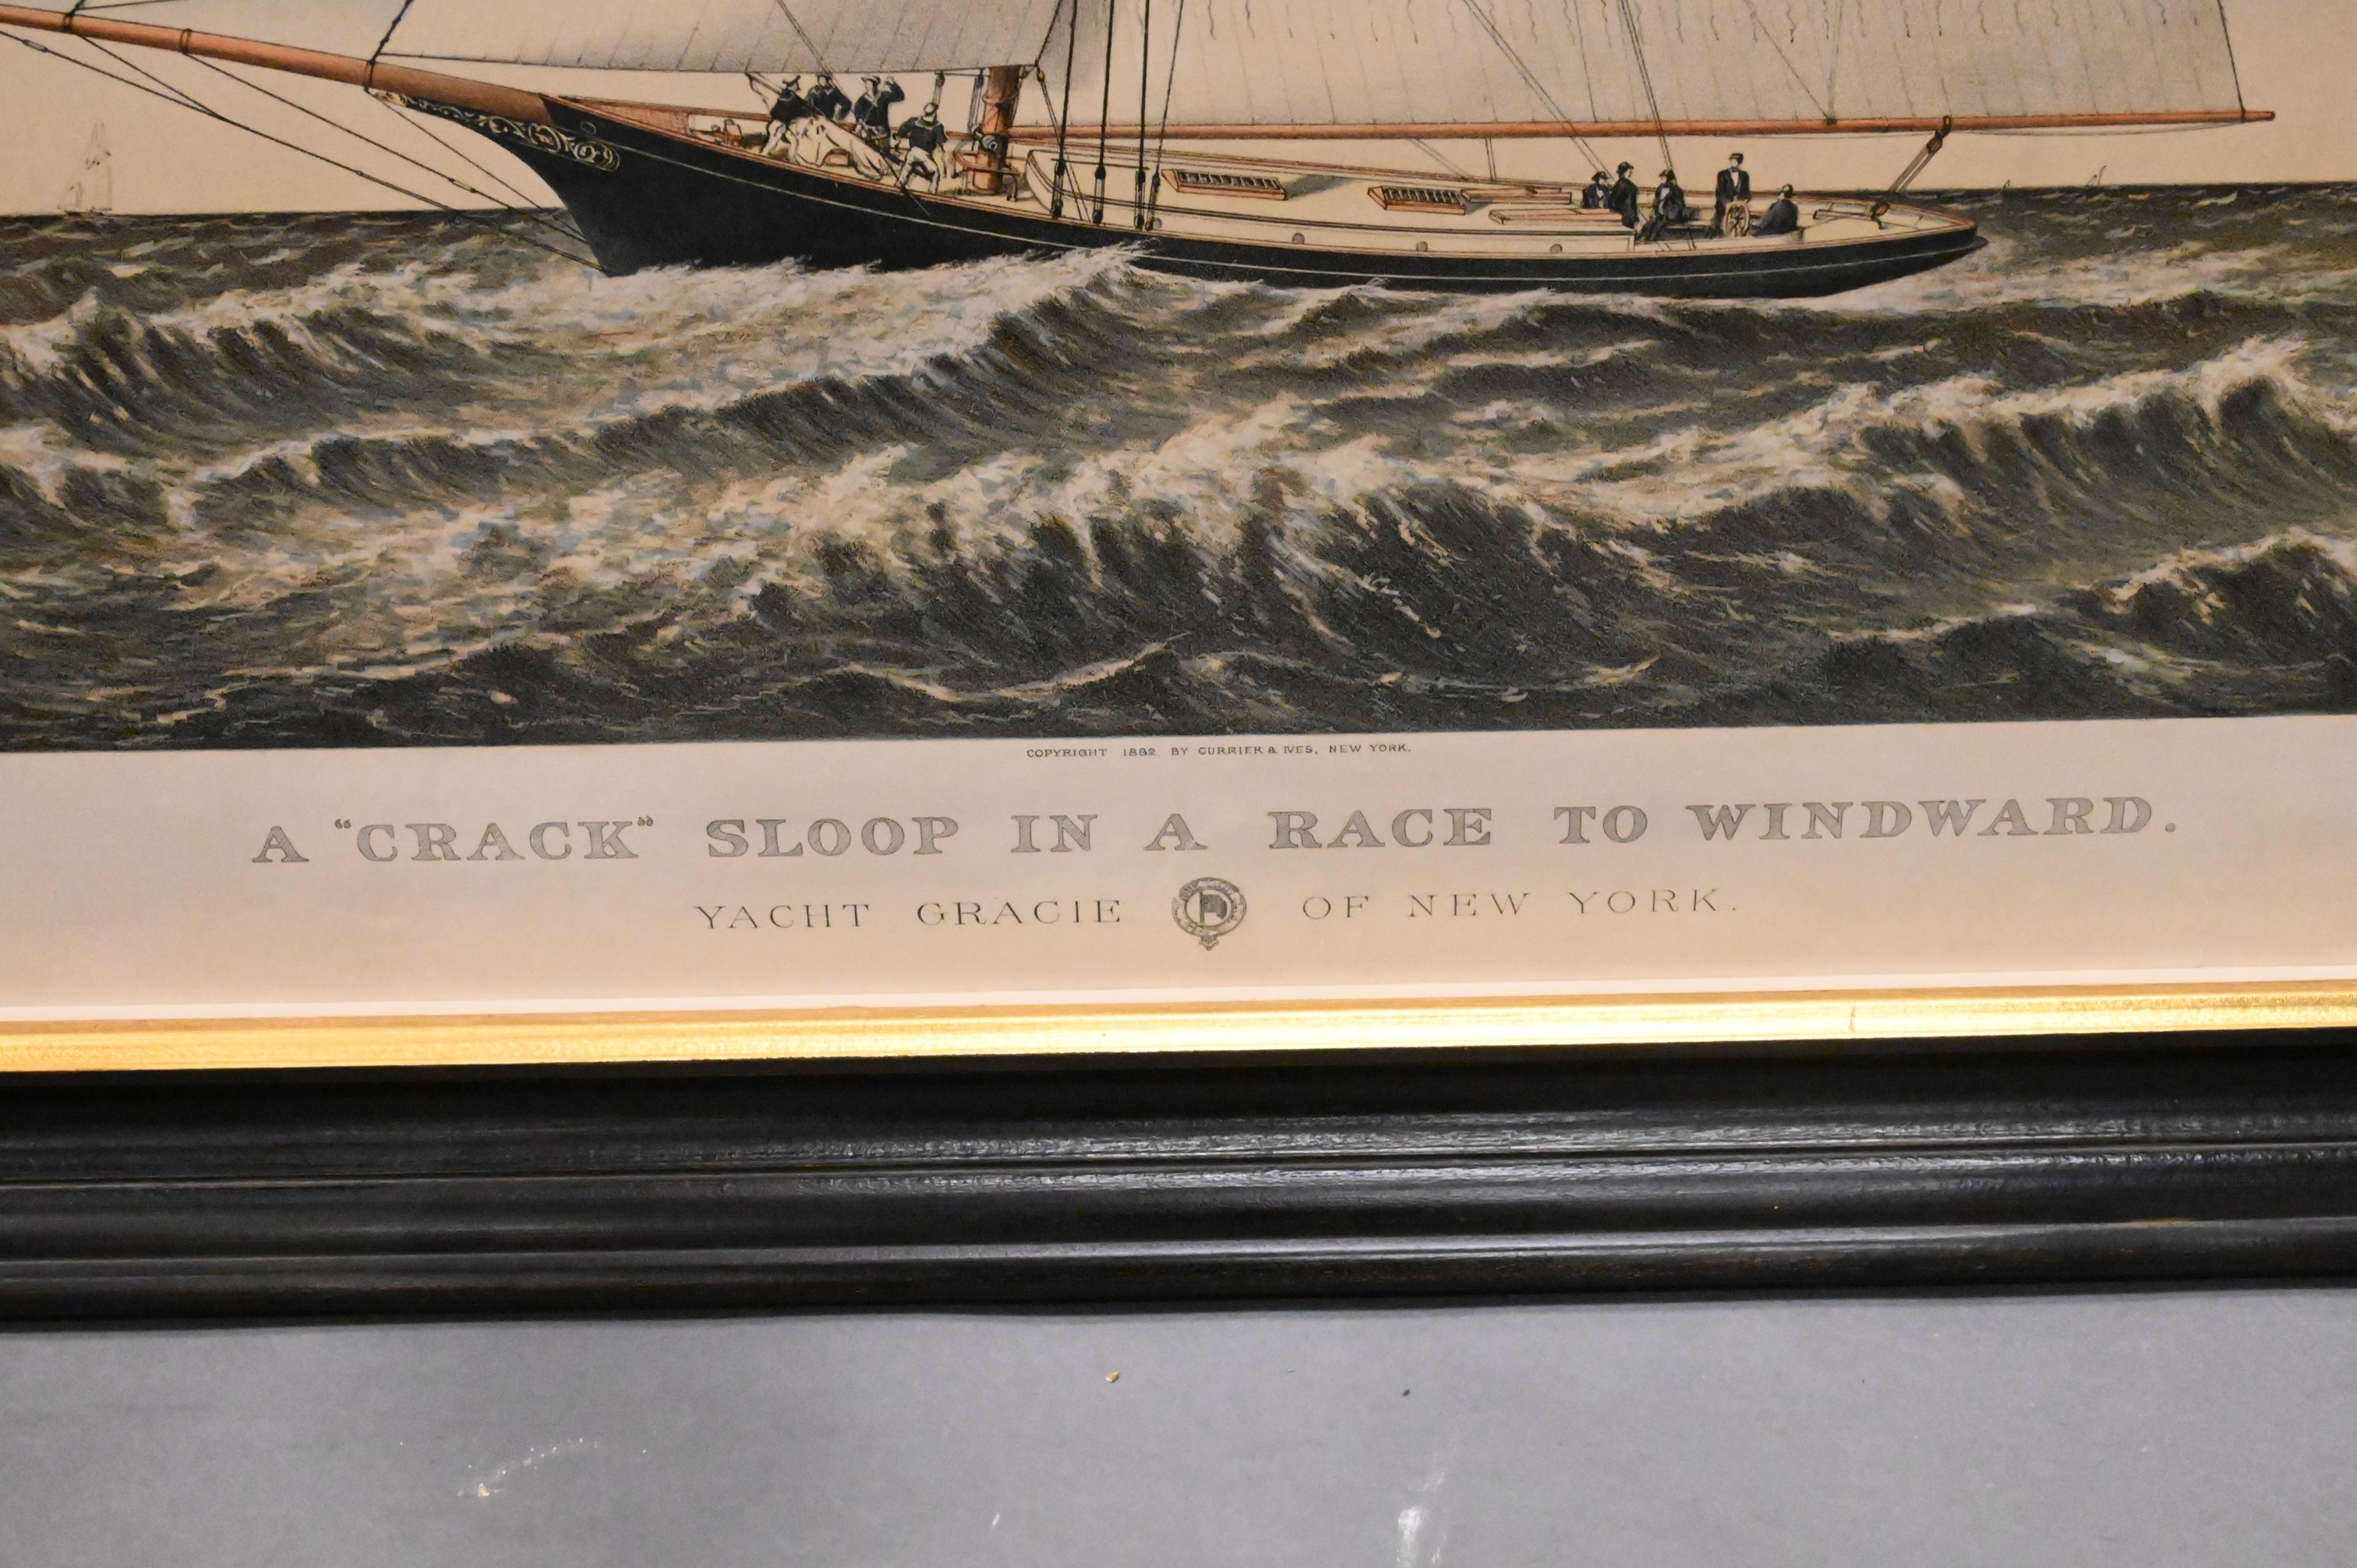 COPYRIGHT 1882 BY CURRIER & IVES, NEW YORK.
A "CRACK" SLOOP IN A RACE TO WINDWARD.
YACHT GRACIE OF NEW YORK.